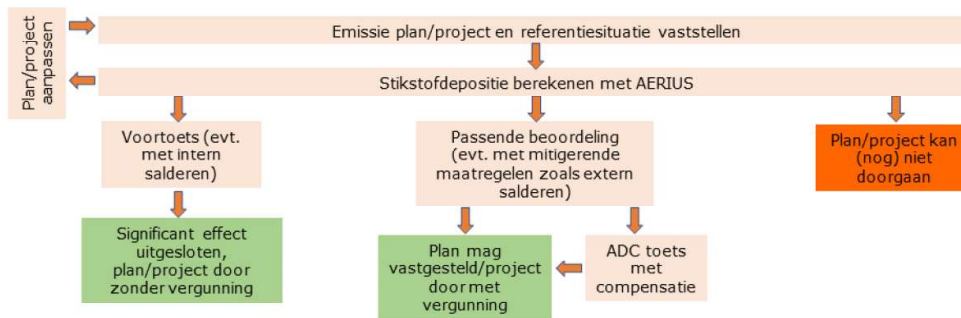 Plan/project
aanpassen
Emissie plan/project en referentiesituatie vaststellen
Stikstofdepositie berekenen met AERIUS
Voortoets (evt.
met intern
salderen)
Passende beoordeling
(evt. met mitigerende
maatregelen zoals extern
salderen)
Plan/project kan
(nog) niet
doorgaan
Significant effect
uitgesloten,
plan/project door
zonder vergunning
Plan mag
vastgesteld/project
door met
vergunning
ADC toets
met
compensatie